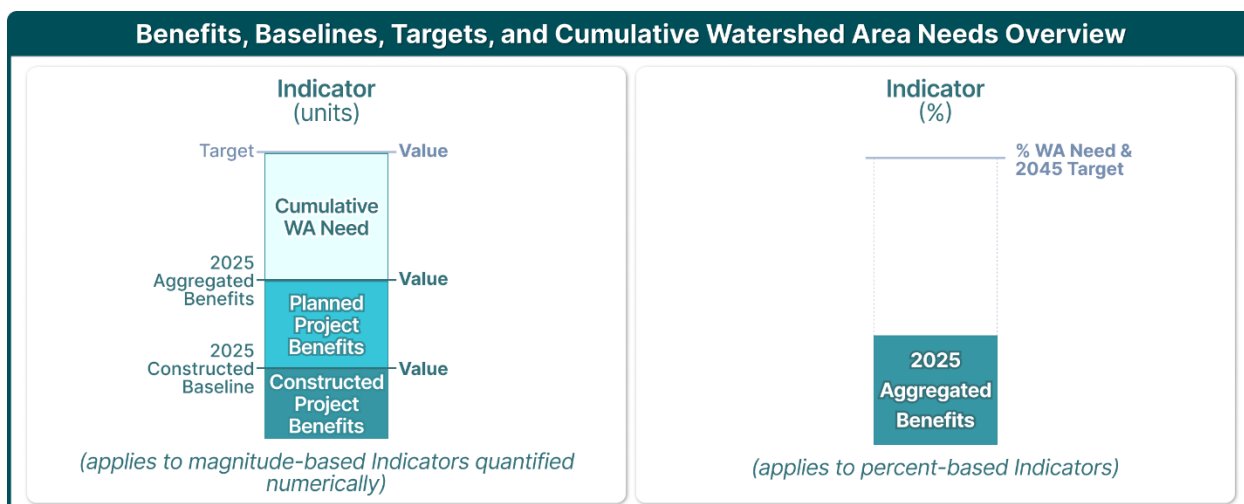 Benefits, Baselines, Targets, and Cumulative Watershed Area Needs Overview
Indicator
(units)
Target
Value
Cumulative
WA Need
2025
Aggregated
Benefits
Value
Planned
Project
Benefits
2025
Constructed
Baseline
Value
Constructed
Project
Benefits
(applies to magnitude-based Indicators quantified
numerically)
Indicator
(%)
% WA Need &
2045 Target
2025
Aggregated
Benefits
(applies to percent-based Indicators)